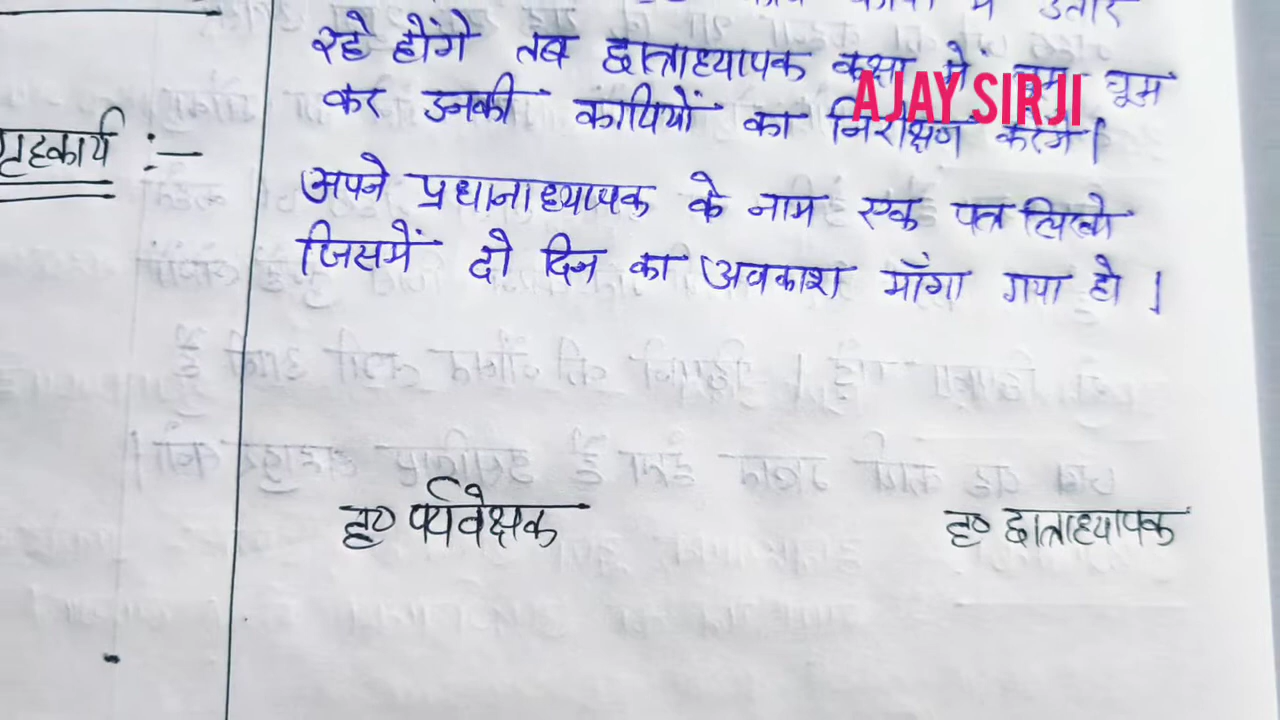 में उतार
रहे होंगे तब छात्राध्यापक कक्षा में घूम घूम
AJAY SIRJI
कर उनकी कापियों का निरीक्षण करेंगे।
गृहकार्य :—
अपने प्रधानाध्यापक के नाम एक पत्र लिखो
जिसमें दो दिन का अवकाश माँगा गया हो।
ह० पर्यवेक्षक
ह० छात्राध्यापक